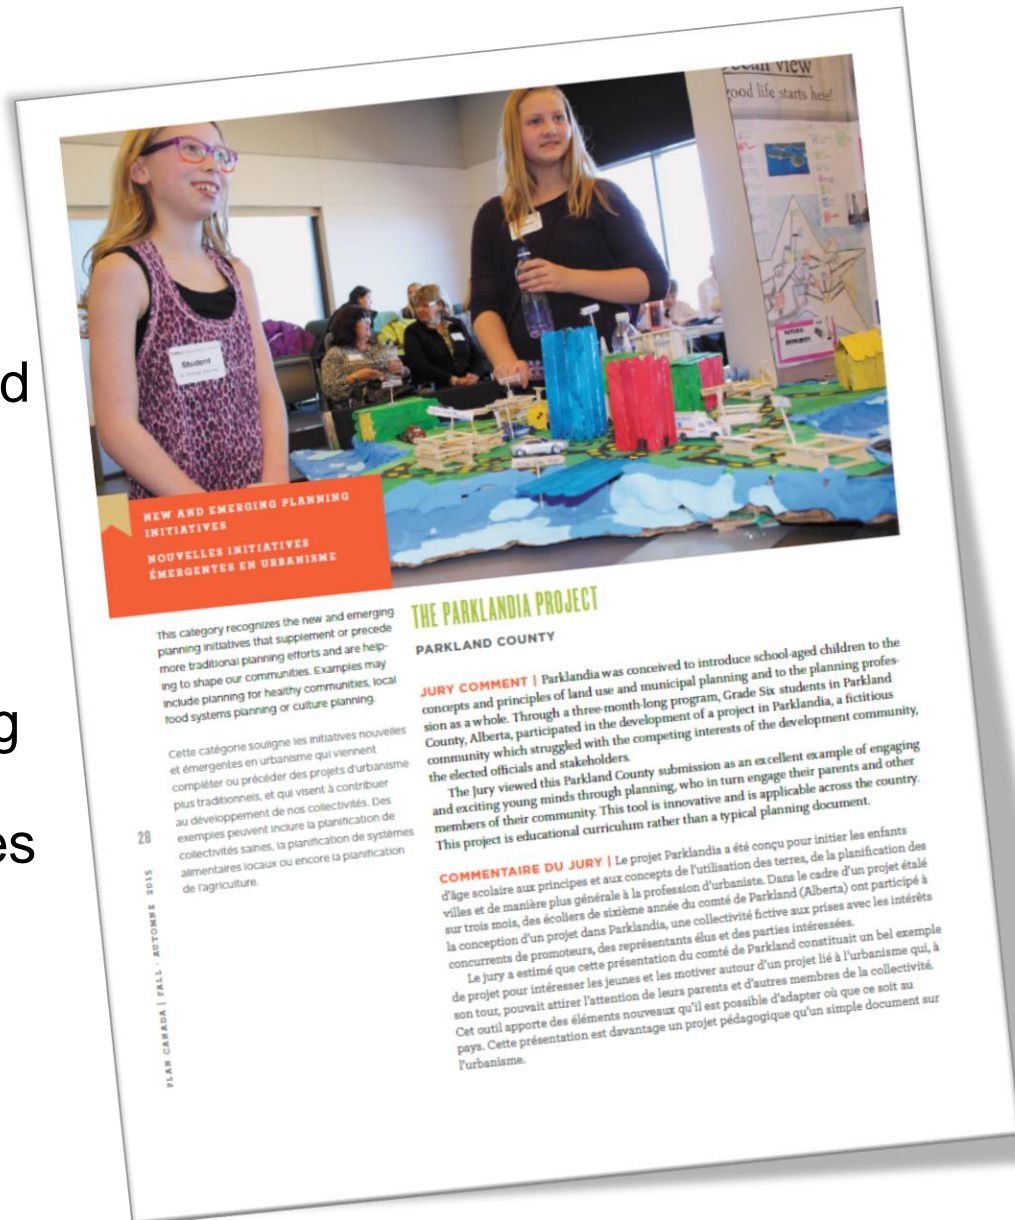 d
g
es
ocean view
good life starts here!
Student
NEW AND EMERGING PLANNING
INITIATIVES
NOUVELLES INITIATIVES
ÉMERGENTES EN URBANISME
This category recognizes the new and emerging
planning initiatives that supplement or precede
more traditional planning efforts and are help-
ing to shape our communities. Examples may
include planning for healthy communities, local
food systems planning or culture planning.
Cette catégorie souligne les initiatives nouvelles
et émergentes en urbanisme qui viennent
compléter ou précéder des projets d'urbanisme
plus traditionnels, et qui visent à contribuer
au développement de nos collectivités. Des
exemples peuvent inclure la planification de
collectivités saines, la planification de systèmes
alimentaires locaux ou encore la planification
de l'agriculture.
28
PLAN CANADA | FALL · AUTOMNE 2015
THE PARKLANDIA PROJECT
PARKLAND COUNTY
JURY COMMENT | Parklandia was conceived to introduce school-aged children to the
concepts and principles of land use and municipal planning and to the planning profes-
sion as a whole. Through a three-month-long program, Grade Six students in Parkland
County, Alberta, participated in the development of a project in Parklandia, a fictitious
community which struggled with the competing interests of the development community,
the elected officials and stakeholders.
The Jury viewed this Parkland County submission as an excellent example of engaging
and exciting young minds through planning, who in turn engage their parents and other
members of their community. This tool is innovative and is applicable across the country.
This project is educational curriculum rather than a typical planning document.
COMMENTAIRE DU JURY | Le projet Parklandia a été conçu pour initier les enfants
d'âge scolaire aux principes et aux concepts de l'utilisation des terres, de la planification des
villes et de manière plus générale à la profession d'urbaniste. Dans le cadre d'un projet étalé
sur trois mois, des écoliers de sixième année du comté de Parkland (Alberta) ont participé à
la conception d'un projet dans Parklandia, une collectivité fictive aux prises avec les intérêts
concurrents de promoteurs, des représentants élus et des parties intéressées.
Le jury a estimé que cette présentation du comté de Parkland constituait un bel exemple
de projet pour intéresser les jeunes et les motiver autour d'un projet lié à l'urbanisme qui, à
son tour, pouvait attirer l'attention de leurs parents et d'autres membres de la collectivité.
Cet outil apporte des éléments nouveaux qu'il est possible d'adapter où que ce soit au
pays. Cette présentation est davantage un projet pédagogique qu'un simple document sur
l'urbanisme.